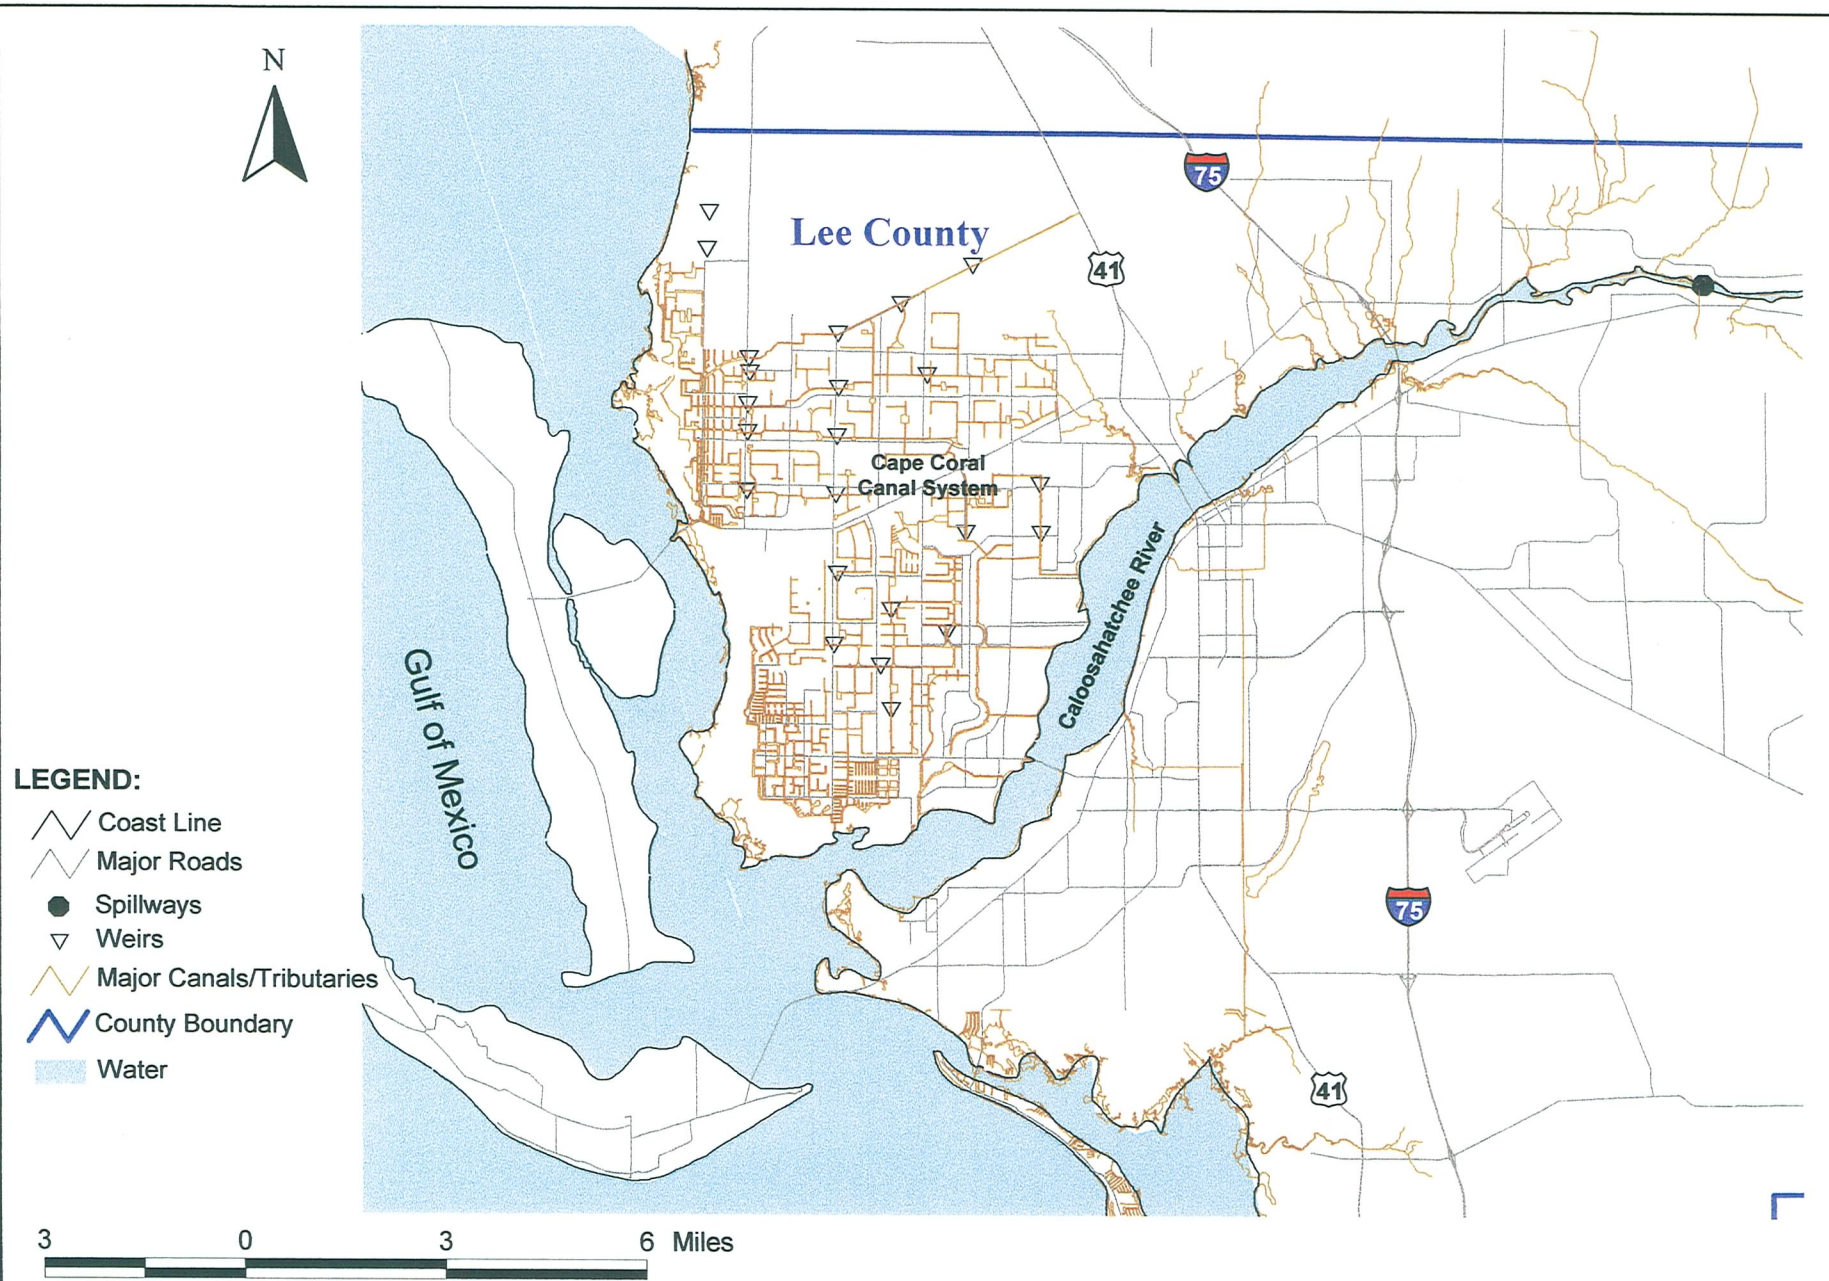 N
75
Lee County
41
Cape Coral
Canal System
Caloosahatchee River
Gulf of Mexico
LEGEND:
Coast Line
Major Roads
Spillways
Weirs
Major Canals/Tributaries
County Boundary
Water
75
41
3 0 3 6 Miles